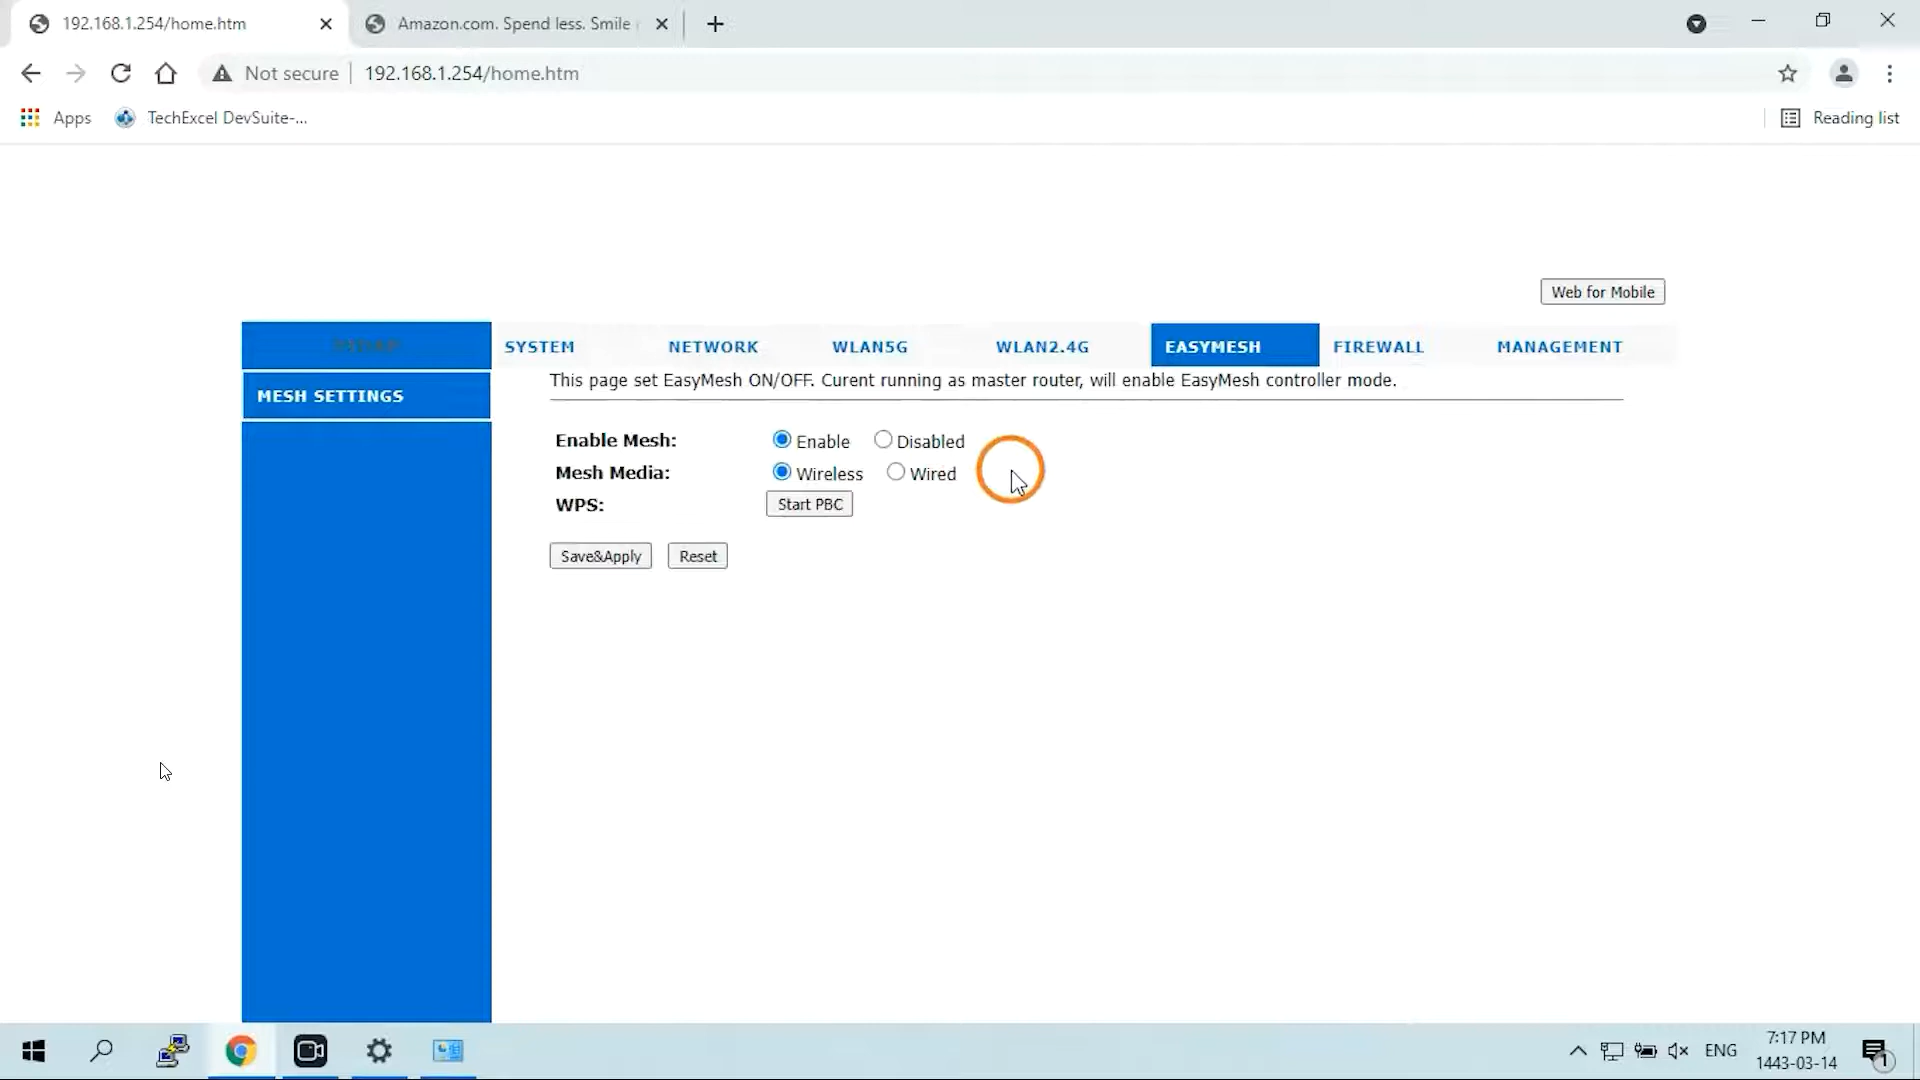 192.168.1.254/home.htm
Amazon.com. Spend less. Smile
Not secure 192.168.1.254/home.htm
Apps TechExcel DevSuite-...
Reading list
Web for Mobile
SYSTEM NETWORK WLAN5G WLAN2.4G EASYMESH FIREWALL MANAGEMENT
MESH SETTINGS
This page set EasyMesh ON/OFF. Curent running as master router, will enable EasyMesh controller mode.
Enable Mesh: Enable Disabled
Mesh Media: Wireless Wired
WPS: Start PBC
Save&Apply Reset
ENG
7:17 PM
1443-03-14
1